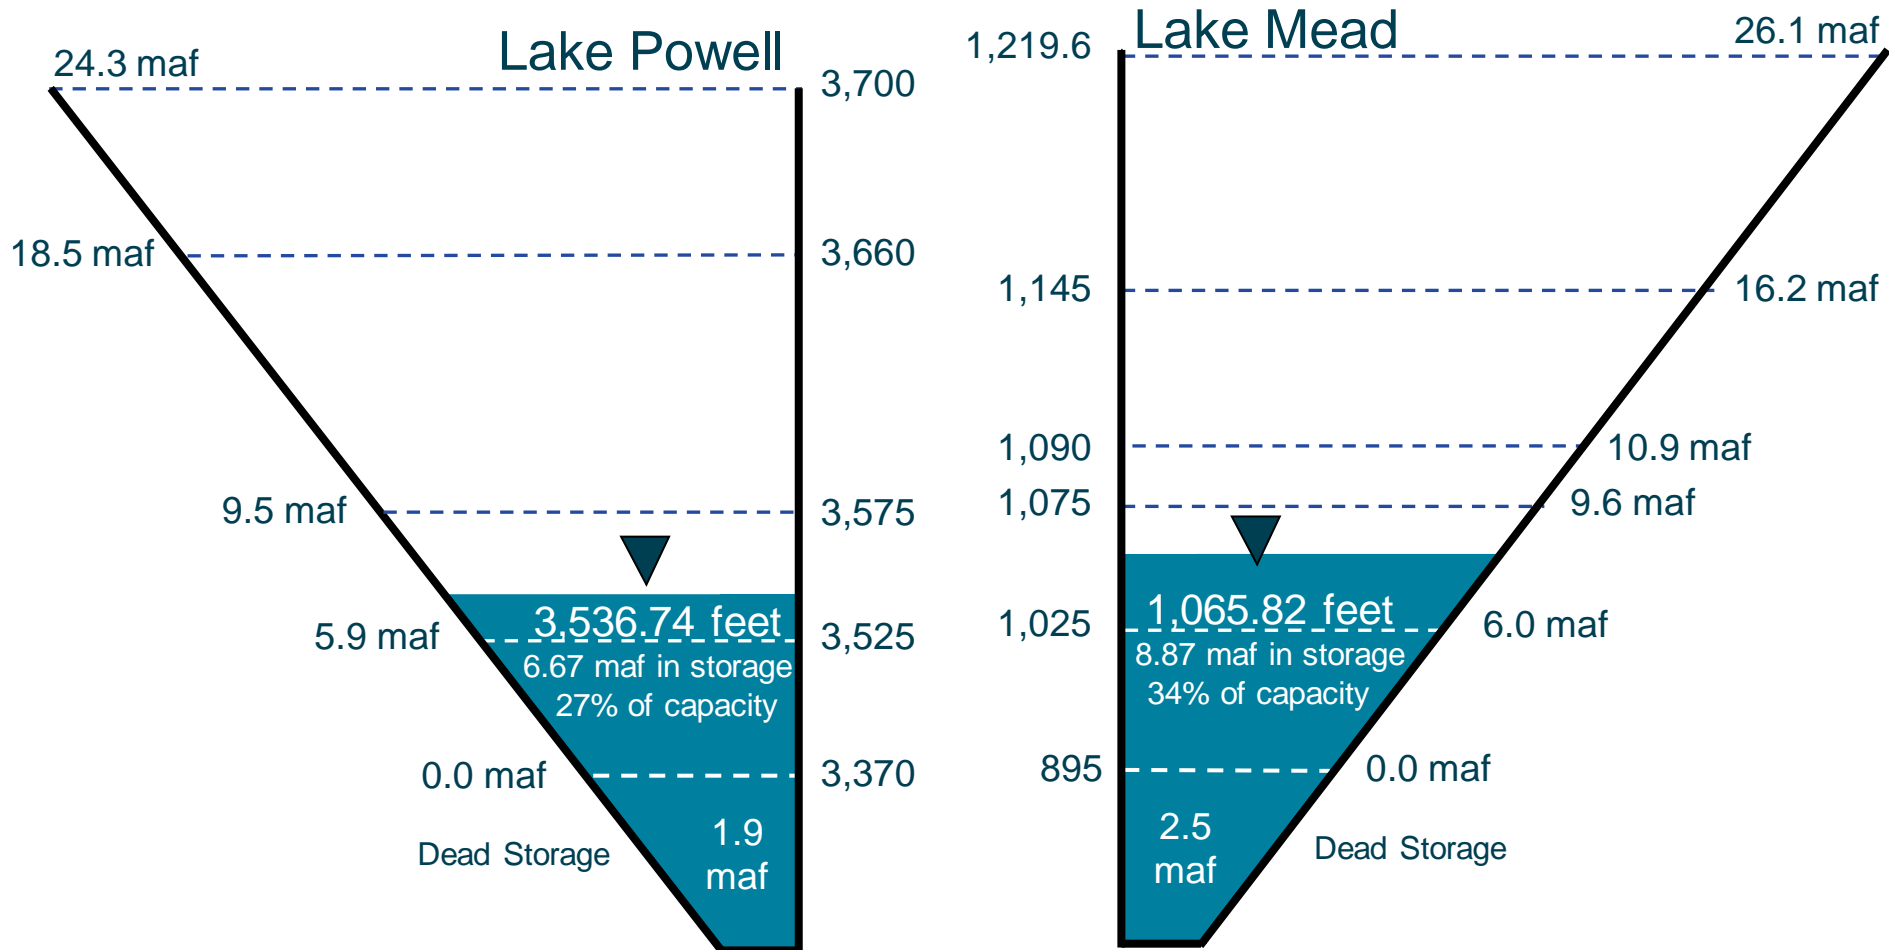 Lake Powell
24.3 maf
3,700
18.5 maf
3,660
9.5 maf
3,575
3,536.74 feet
5.9 maf
3,525
6.67 maf in storage
27% of capacity
0.0 maf
3,370
1.9
maf
Dead Storage
Lake Mead
1,219.6
26.1 maf
1,145
16.2 maf
1,090
10.9 maf
1,075
9.6 maf
1,065.82 feet
1,025
6.0 maf
8.87 maf in storage
34% of capacity
895
0.0 maf
2.5
maf
Dead Storage